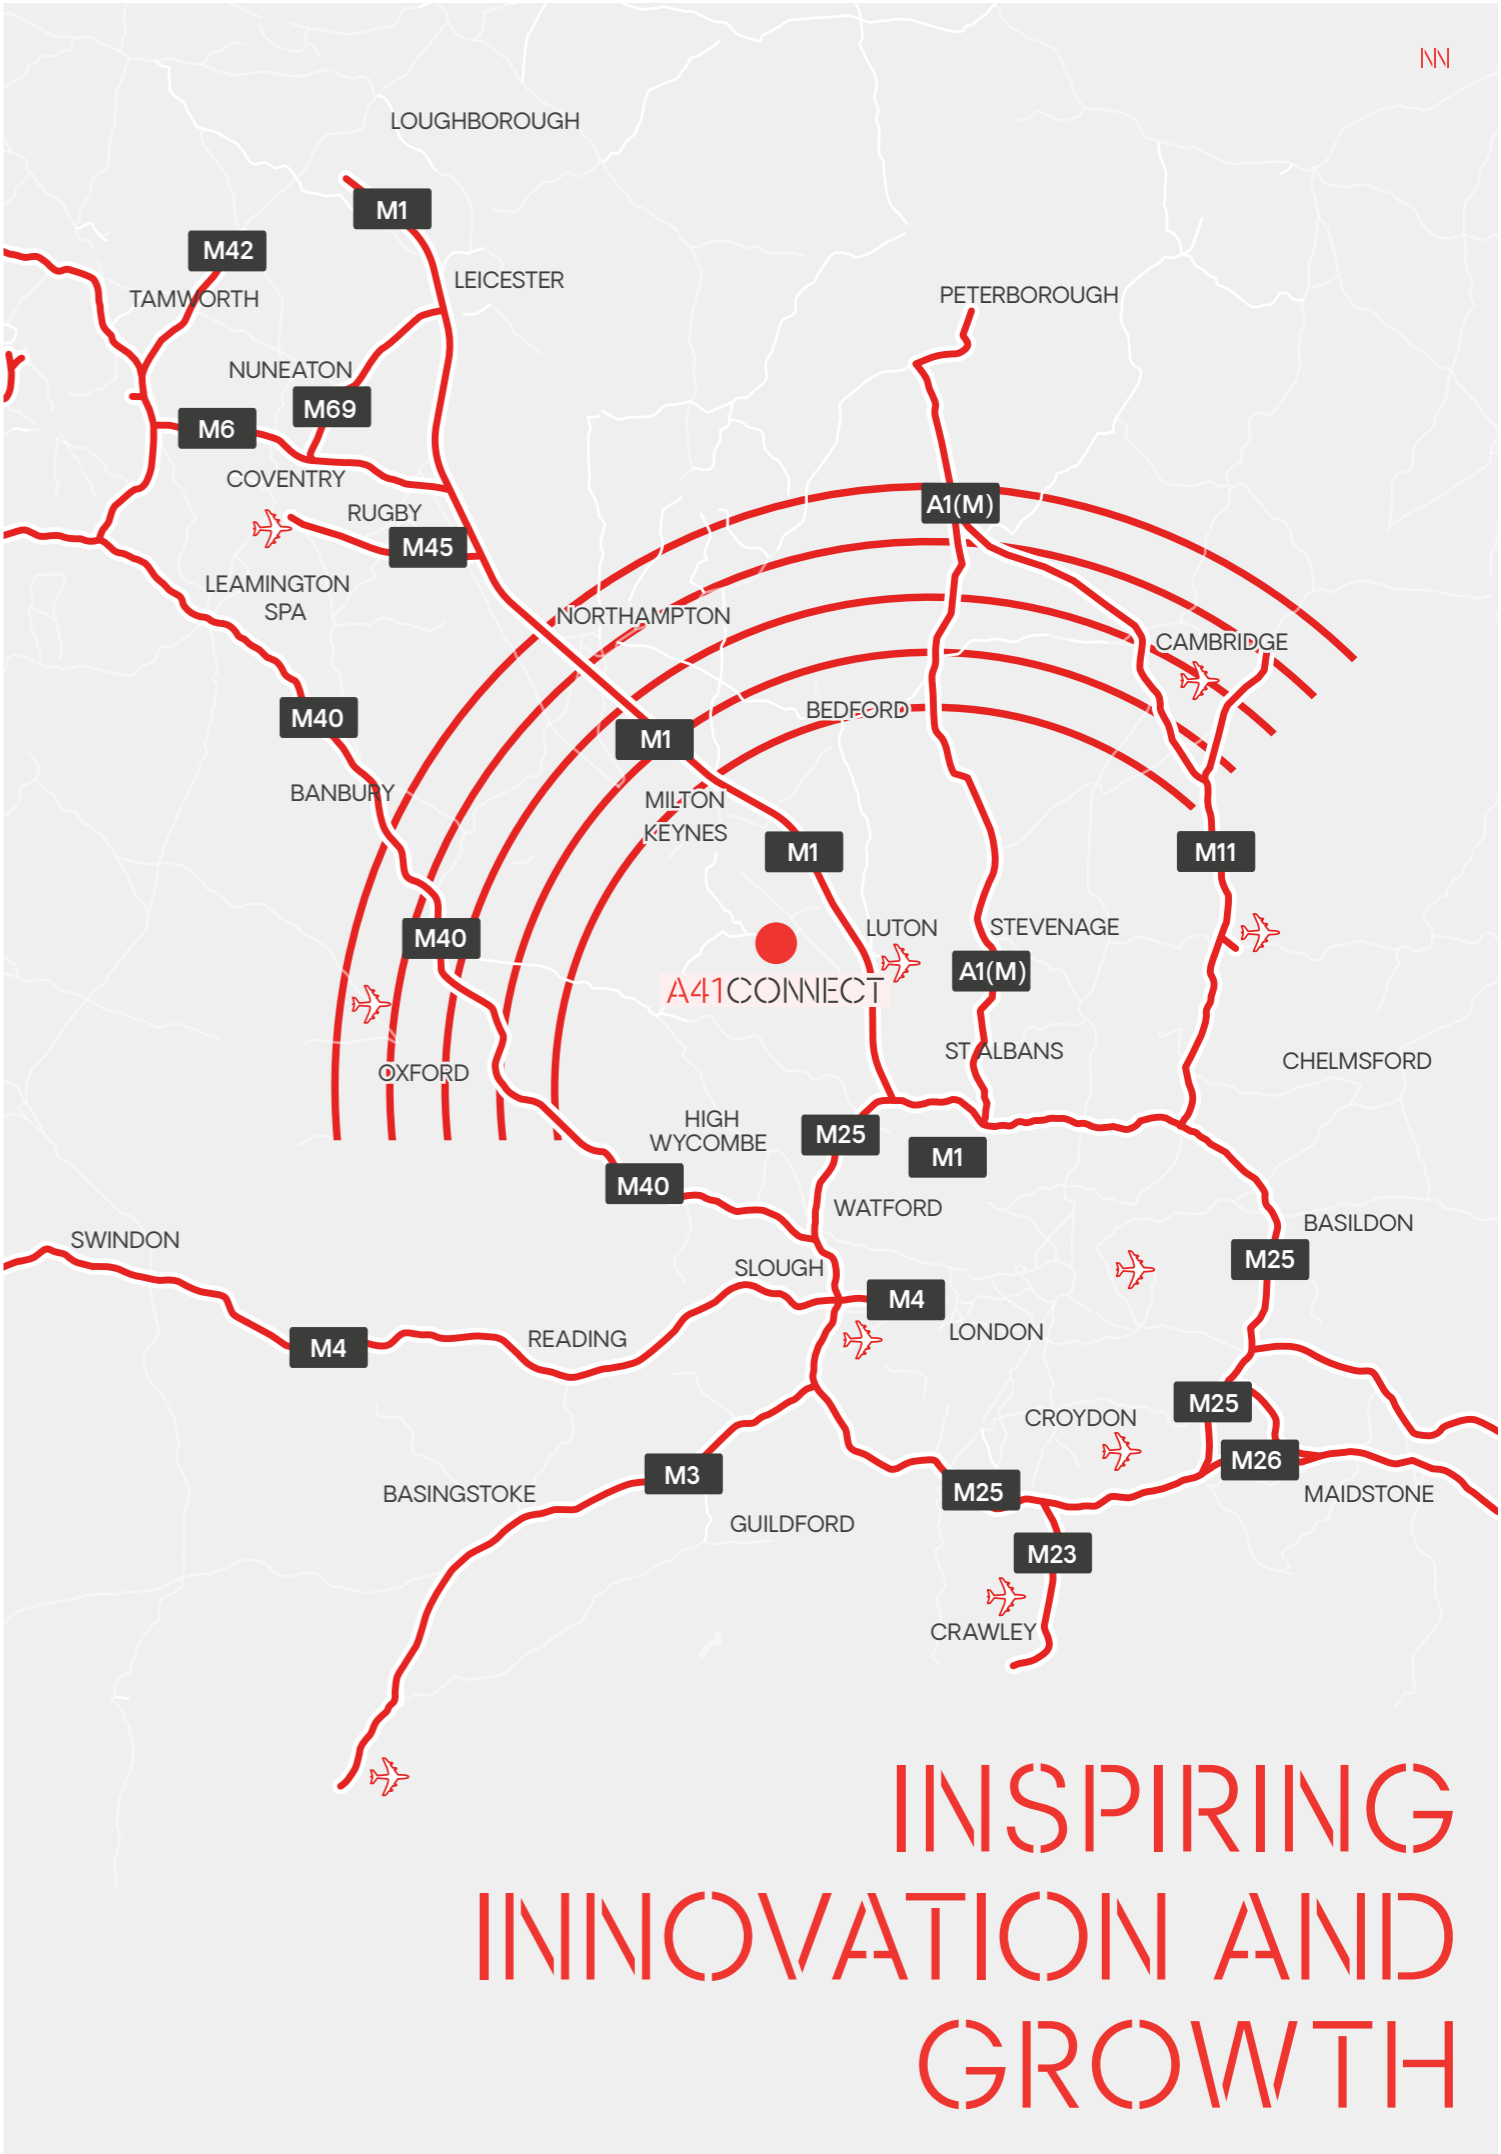 NN
LOUGHBOROUGH
M1
M42
LEICESTER
TAMWORTH
PETERBOROUGH
NUNEATON
M69
M6
COVENTRY
A1(M)
RUGBY
M45
LEAMINGTON
SPA
NORTHAMPTON
CAMBRIDGE
M40
BEDFORD
M1
BANBURY
MILTON
KEYNES
M1
M11
M40
LUTON
STEVENAGE
A1(M)
A41CONNECT
ST ALBANS
CHELMSFORD
OXFORD
HIGH
WYCOMBE
M25
M1
M40
WATFORD
BASILDON
SWINDON
M25
SLOUGH
M4
LONDON
M4
READING
M25
CROYDON
M26
M3
BASINGSTOKE
M25
MAIDSTONE
GUILDFORD
M23
CRAWLEY
INSPIRING
INNOVATION AND
GROWTH